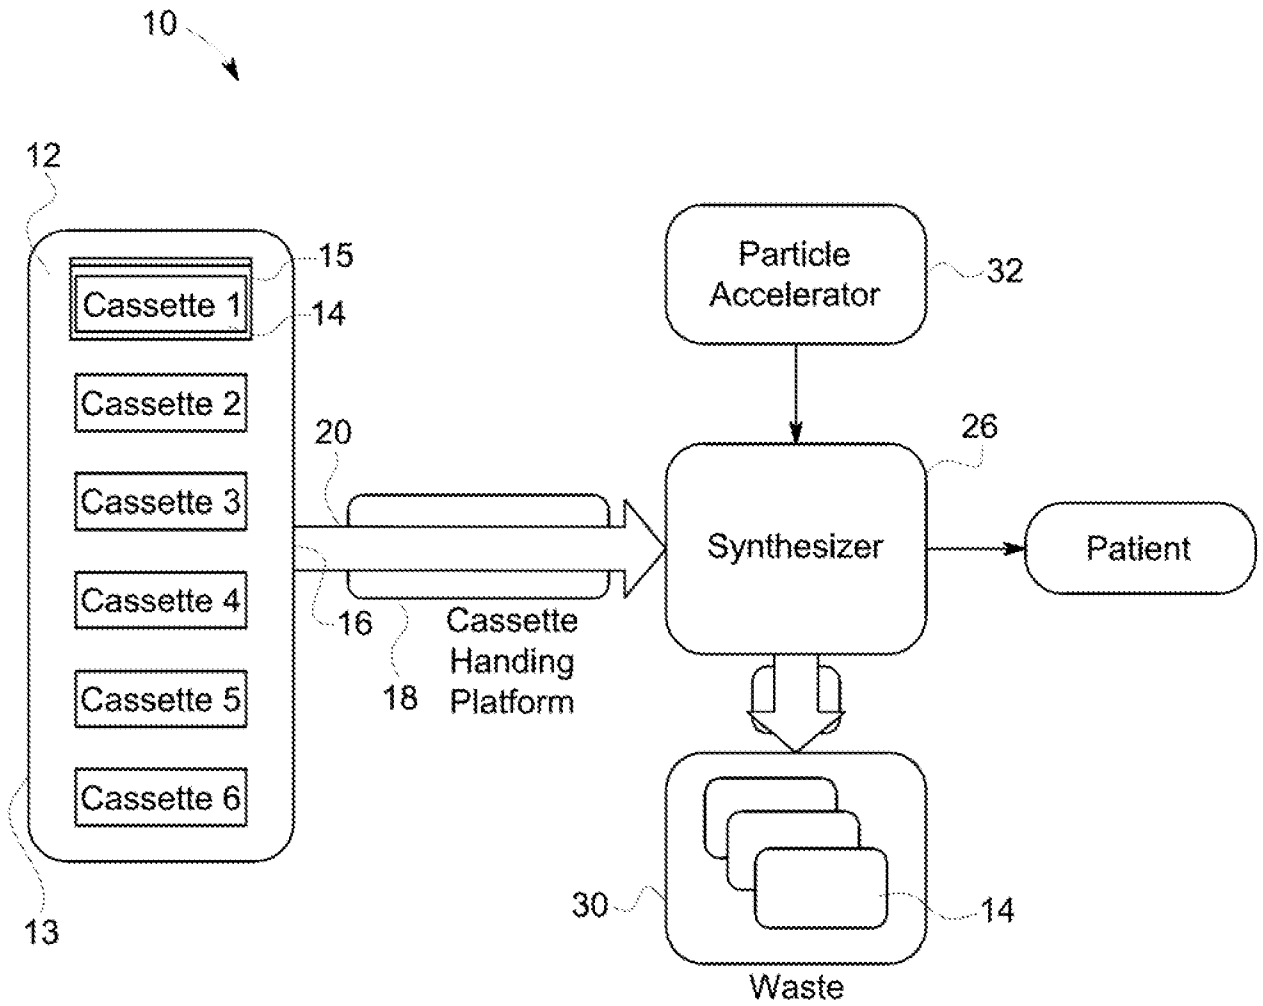 10
12
15
Cassette 1
14
Cassette 2
Cassette 3
Cassette 4
Cassette 5
Cassette 6
13
20
16
18
Cassette
Handing
Platform
Particle
Accelerator
32
26
Synthesizer
Patient
30
14
Waste